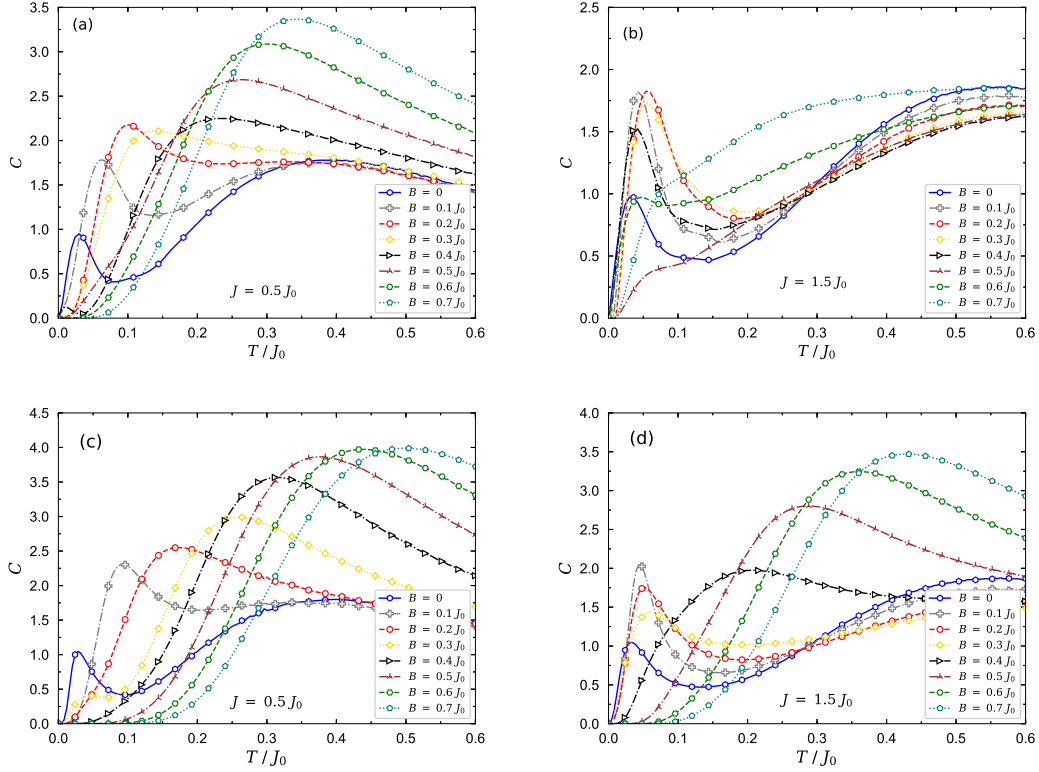 (a)
C
3.5
3.0
2.5
2.0
1.5
1.0
0.5
0.0
J = 0.5 J₀
B = 0
B = 0.1 J₀
B = 0.2 J₀
B = 0.3 J₀
B = 0.4 J₀
B = 0.5 J₀
B = 0.6 J₀
B = 0.7 J₀
0.0 0.1 0.2 0.3 0.4 0.5 0.6
T / J₀
(b)
C
2.5
2.0
1.5
1.0
0.5
0.0
J = 1.5 J₀
B = 0
B = 0.1 J₀
B = 0.2 J₀
B = 0.3 J₀
B = 0.4 J₀
B = 0.5 J₀
B = 0.6 J₀
B = 0.7 J₀
0.0 0.1 0.2 0.3 0.4 0.5 0.6
T / J₀
(c)
C
4.5
4.0
3.5
3.0
2.5
2.0
1.5
1.0
0.5
0.0
J = 0.5 J₀
B = 0
B = 0.1 J₀
B = 0.2 J₀
B = 0.3 J₀
B = 0.4 J₀
B = 0.5 J₀
B = 0.6 J₀
B = 0.7 J₀
0.0 0.1 0.2 0.3 0.4 0.5 0.6
T / J₀
(d)
C
4.0
3.5
3.0
2.5
2.0
1.5
1.0
0.5
0.0
J = 1.5 J₀
B = 0
B = 0.1 J₀
B = 0.2 J₀
B = 0.3 J₀
B = 0.4 J₀
B = 0.5 J₀
B = 0.6 J₀
B = 0.7 J₀
0.0 0.1 0.2 0.3 0.4 0.5 0.6
T / J₀